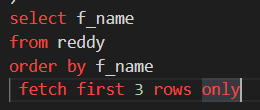 select f_name
from reddy
order by f_name
fetch first 3 rows only